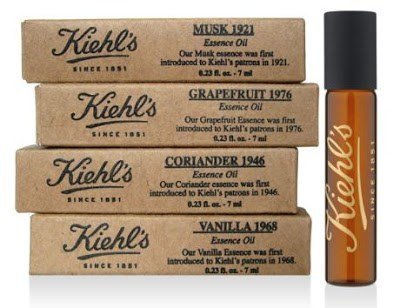 Kiehl's
SINCE 1851
MUSK 1921
Essence Oil
Our Musk essence was first
introduced to Kiehl's patrons in 1921.
0.23 fl. oz. - 7 ml
Kiehl's
SINCE 1851
GRAPEFRUIT 1976
Essence Oil
Our Grapefruit Essence was first
introduced to Kiehl's patrons in 1976.
0.23 fl. oz. - 7 ml
Kiehl's
SINCE 1851
CORIANDER 1946
Essence Oil
Our Coriander essence was first
introduced to Kiehl's patrons in 1946.
0.23 fl. oz. - 7 ml
Kiehl's
SINCE 1851
VANILLA 1968
Essence Oil
Our Vanilla Essence was first
introduced to Kiehl's patrons in 1968.
0.23 fl. oz. - 7 ml
Kiehl's
SINCE 1851